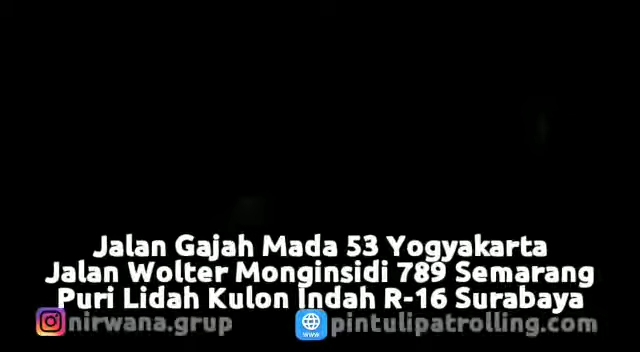 Jalan Gajah Mada 53 Yogyakarta
Jalan Wolter Monginsidi 789 Semarang
Puri Lidah Kulon Indah R-16 Surabaya
nirwana.grup pintulipatrolling.com